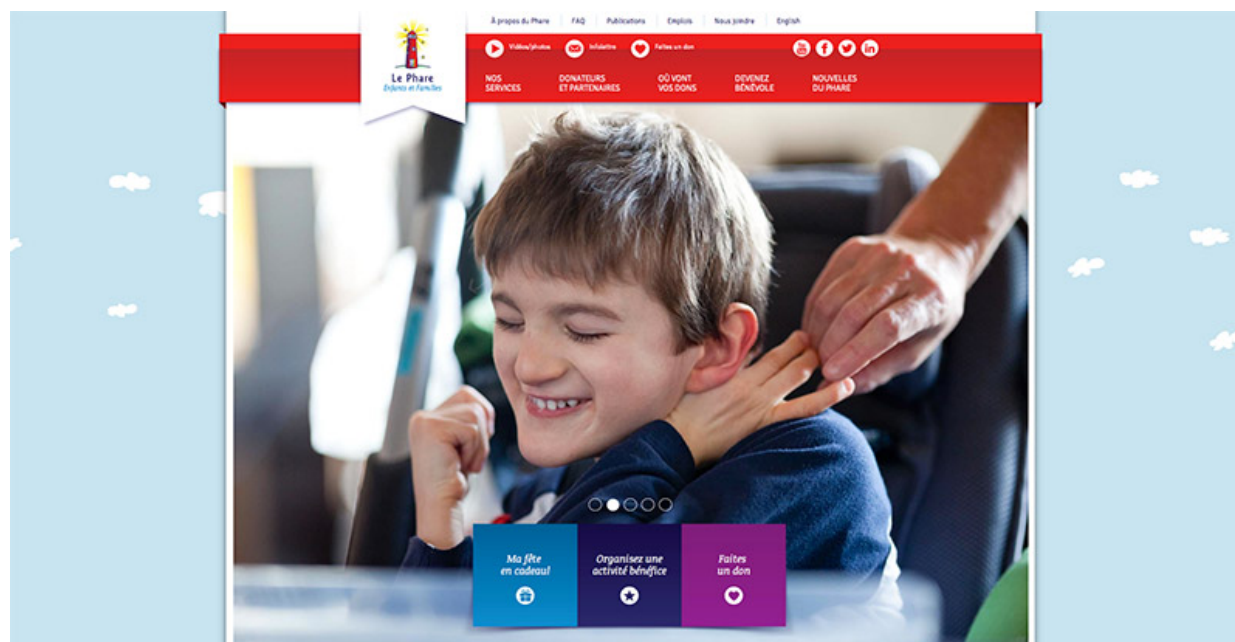 À propos du Phare
FAQ
Publications
Emplois
Nous joindre
English
Vidéos/photos
Infolettre
Faites un don
Le Phare
Enfants et Familles
NOS
SERVICES
DONATEURS
ET PARTENAIRES
OÙ VONT
VOS DONS
DEVENEZ
BÉNÉVOLE
NOUVELLES
DU PHARE
Ma fête
en cadeau!
Organisez une
activité bénéfice
Faites
un don